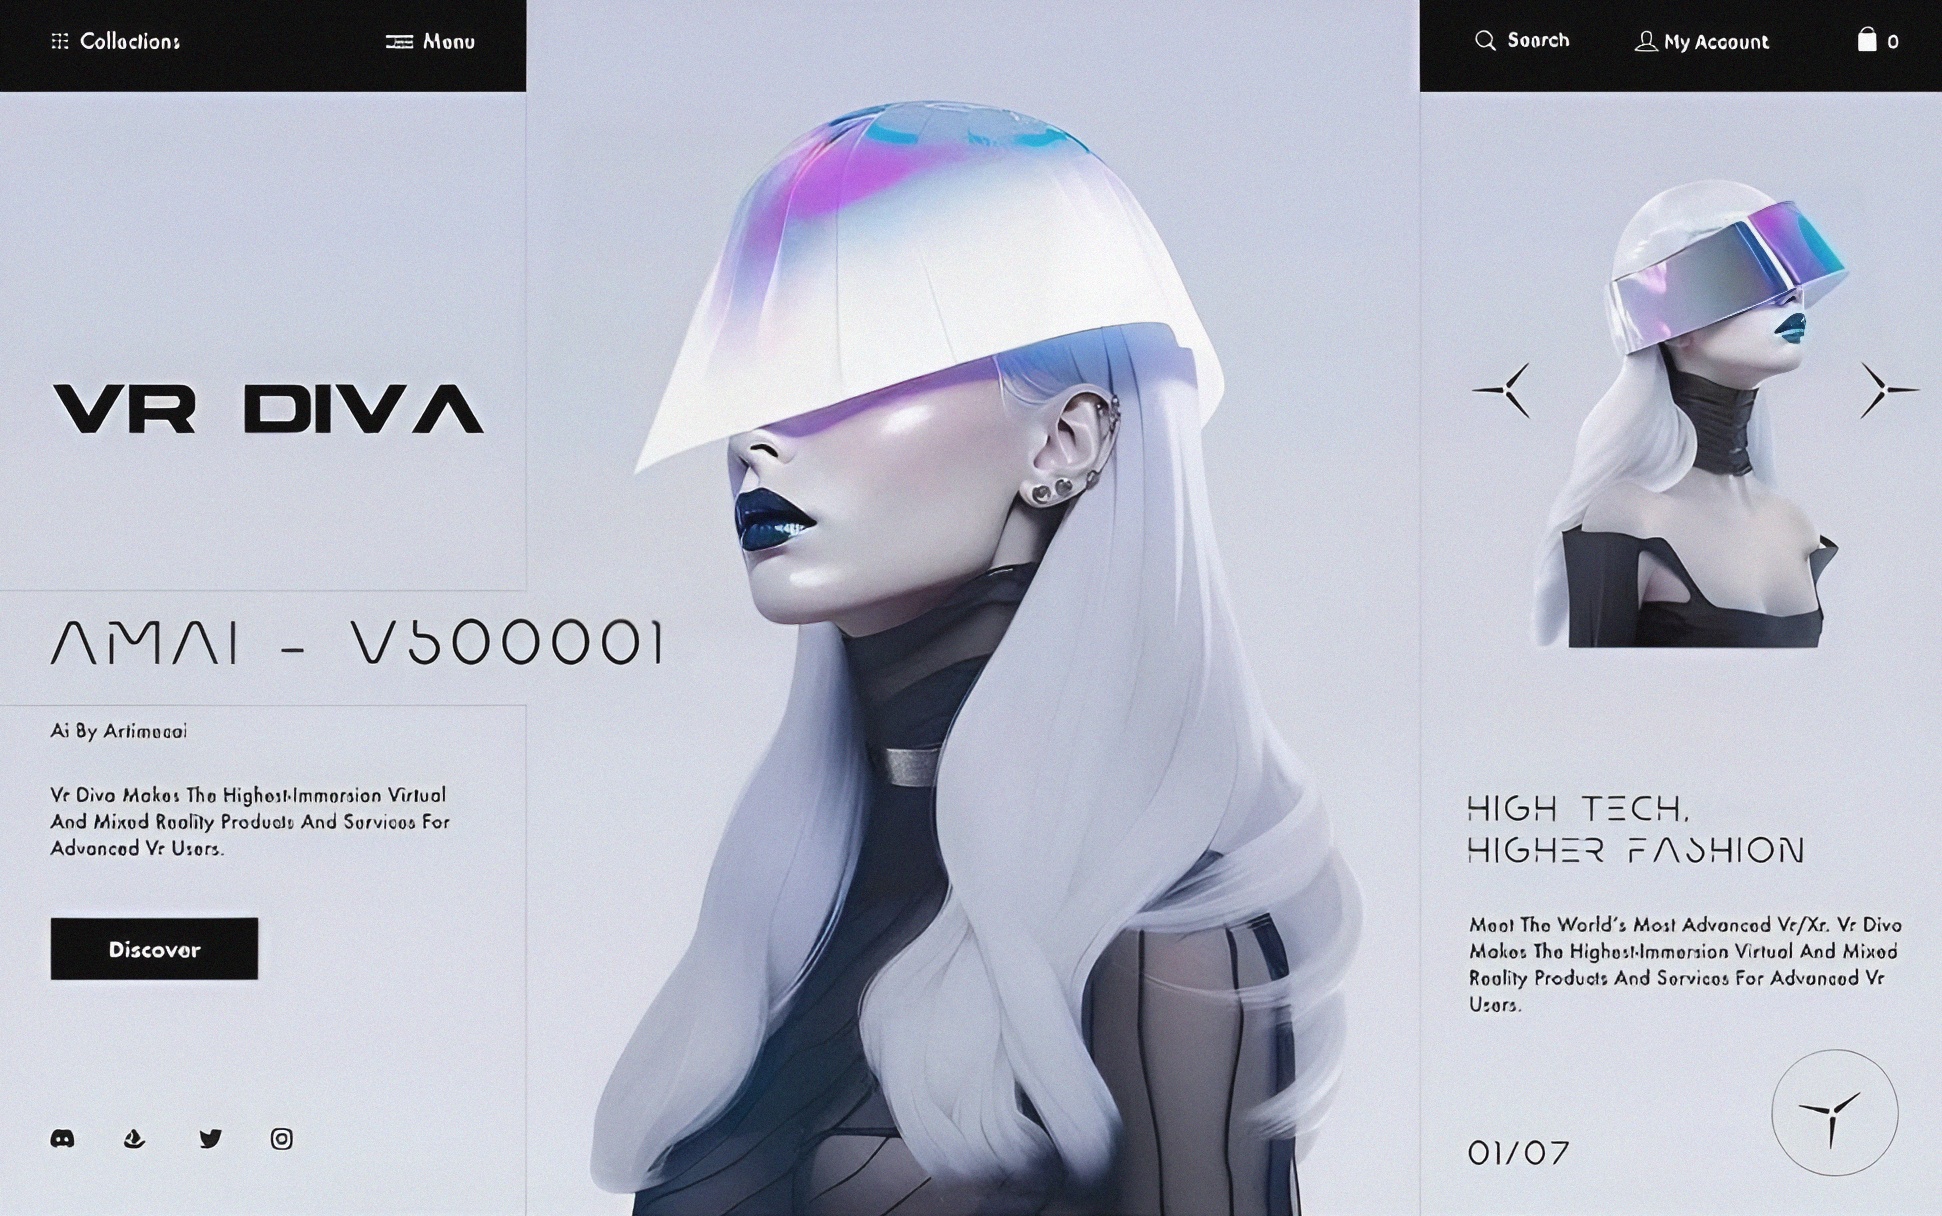 Collections
Menu
Search
My Account
0
VR DIVA
AMAI - VS00001
Ai By Artimaoai
Vr Diva Makes The Highest-Immersion Virtual
And Mixed Reality Products And Services For
Advanced Vr Users.
Discover
HIGH TECH,
HIGHER FASHION
Meet The World's Most Advanced Vr/Xr. Vr Diva
Makes The Highest-Immersion Virtual And Mixed
Reality Products And Services For Advanced Vr
Users.
01/07